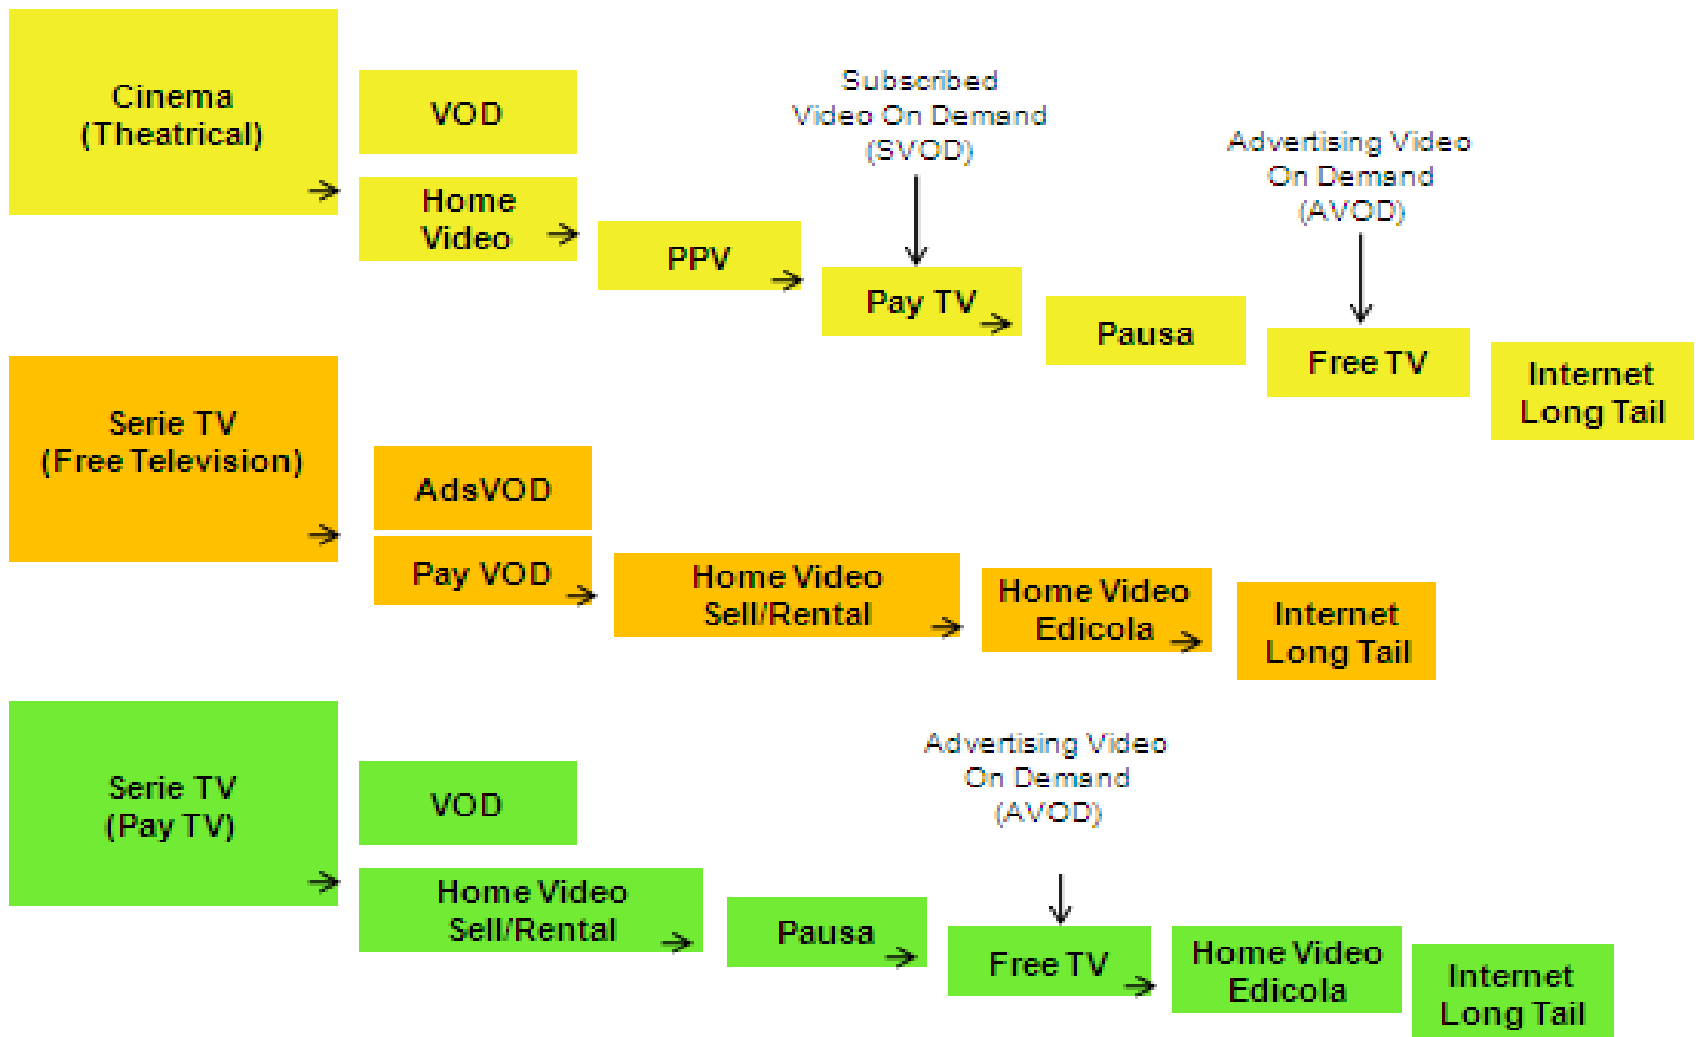 Cinema
(Theatrical)
VOD
Home
Video
PPV
Subscribed
Video On Demand
(SVOD)
Pay TV
Pausa
Advertising Video
On Demand
(AVOD)
Free TV
Internet
Long Tail
Serie TV
(Free Television)
AdsVOD
Pay VOD
Home Video
Sell/Rental
Home Video
Edicola
Internet
Long Tail
Serie TV
(Pay TV)
VOD
Home Video
Sell/Rental
Pausa
Advertising Video
On Demand
(AVOD)
Free TV
Home Video
Edicola
Internet
Long Tail